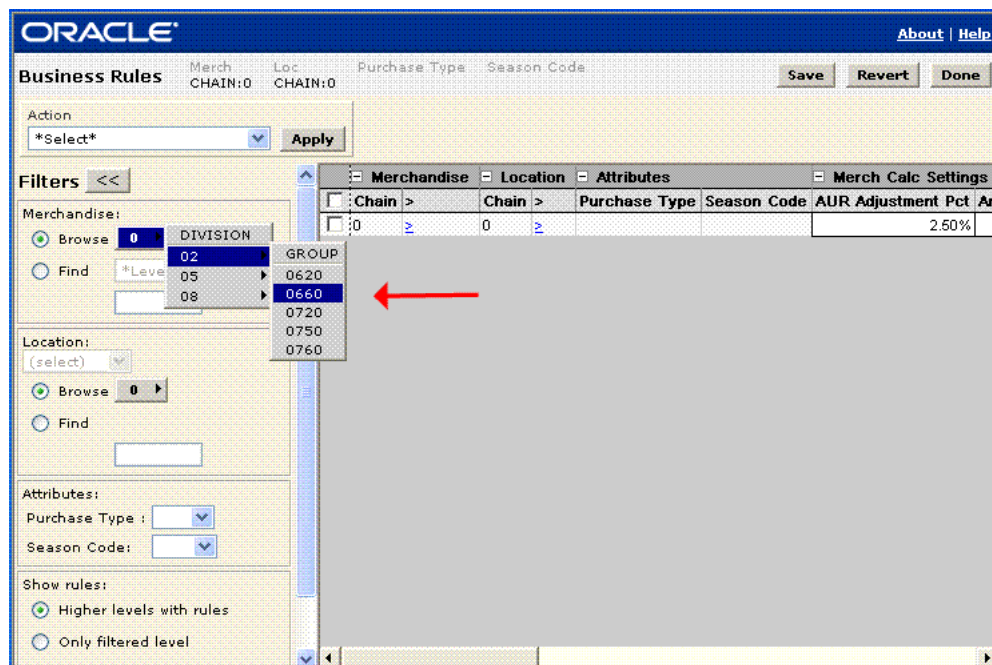 ORACLE
About | Help
Business Rules
Merch Loc Purchase Type Season Code
CHAIN:0 CHAIN:0
Save Revert Done
Action
*Select* Apply
Filters <<
Merchandise:
Browse 0
Find *Leve
DIVISION
02
05
08
GROUP
0620
0660
0720
0750
0760
Location:
(select)
Browse 0
Find
Attributes:
Purchase Type :
Season Code:
Show rules:
Higher levels with rules
Only filtered level
Merchandise Location Attributes Merch Calc Settings
Chain > Chain > Purchase Type Season Code AUR Adjustment Pct
0 > 0 > 2.50%